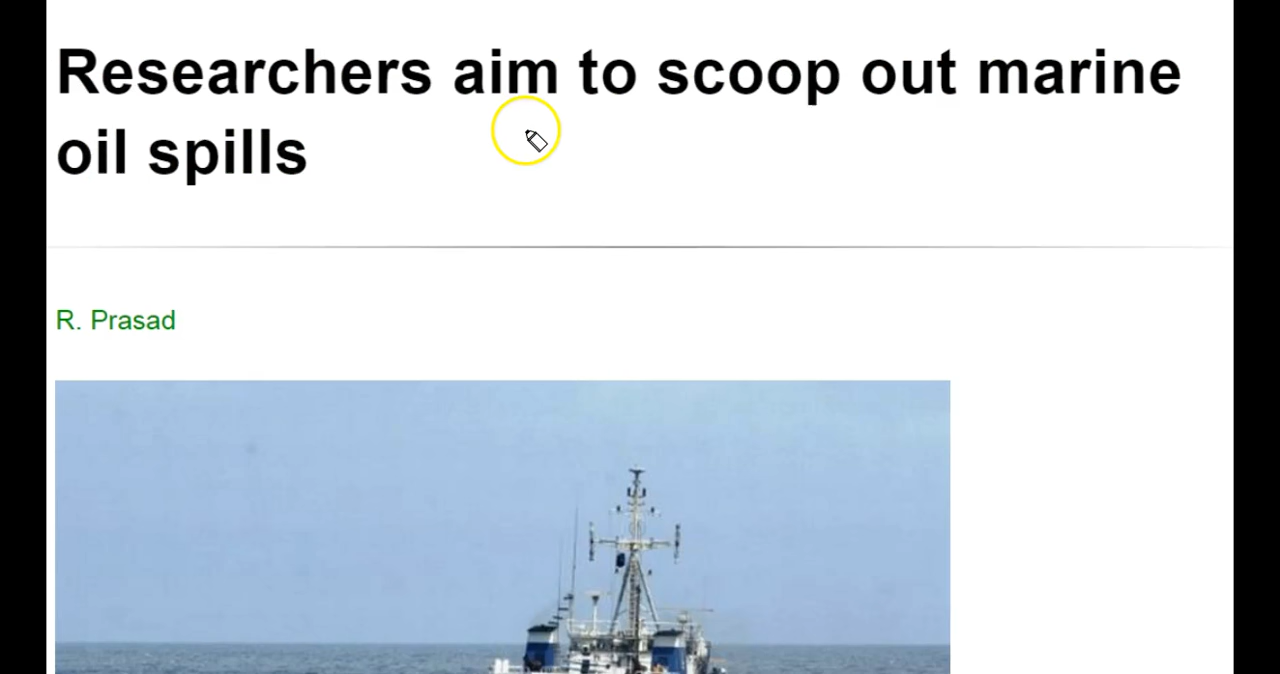 Researchers aim to scoop out marine
oil spills
R. Prasad